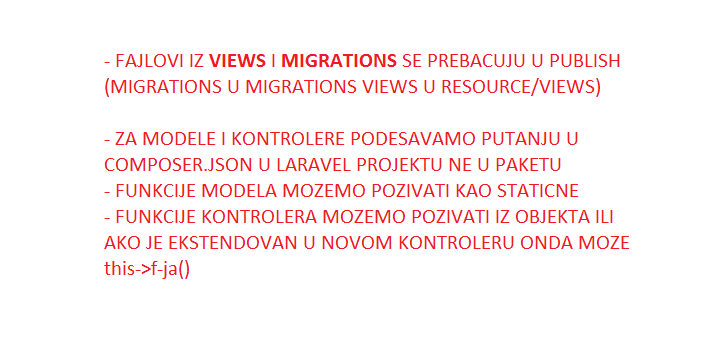 - FAJLOVI IZ VIEWS I MIGRATIONS SE PREBACUJU U PUBLISH
(MIGRATIONS U MIGRATIONS VIEWS U RESOURCE/VIEWS)
- ZA MODELE I KONTROLERE PODESAVAMO PUTANJU U
COMPOSER.JSON U LARAVEL PROJEKTU NE U PAKETU
- FUNKCIJE MODELA MOZEMO POZIVATI KAO STATICNE
- FUNKCIJE KONTROLERA MOZEMO POZIVATI IZ OBJEKTA ILI
AKO JE EKSTENDOVAN U NOVOM KONTROLERU ONDA MOZE
this->f-ja()